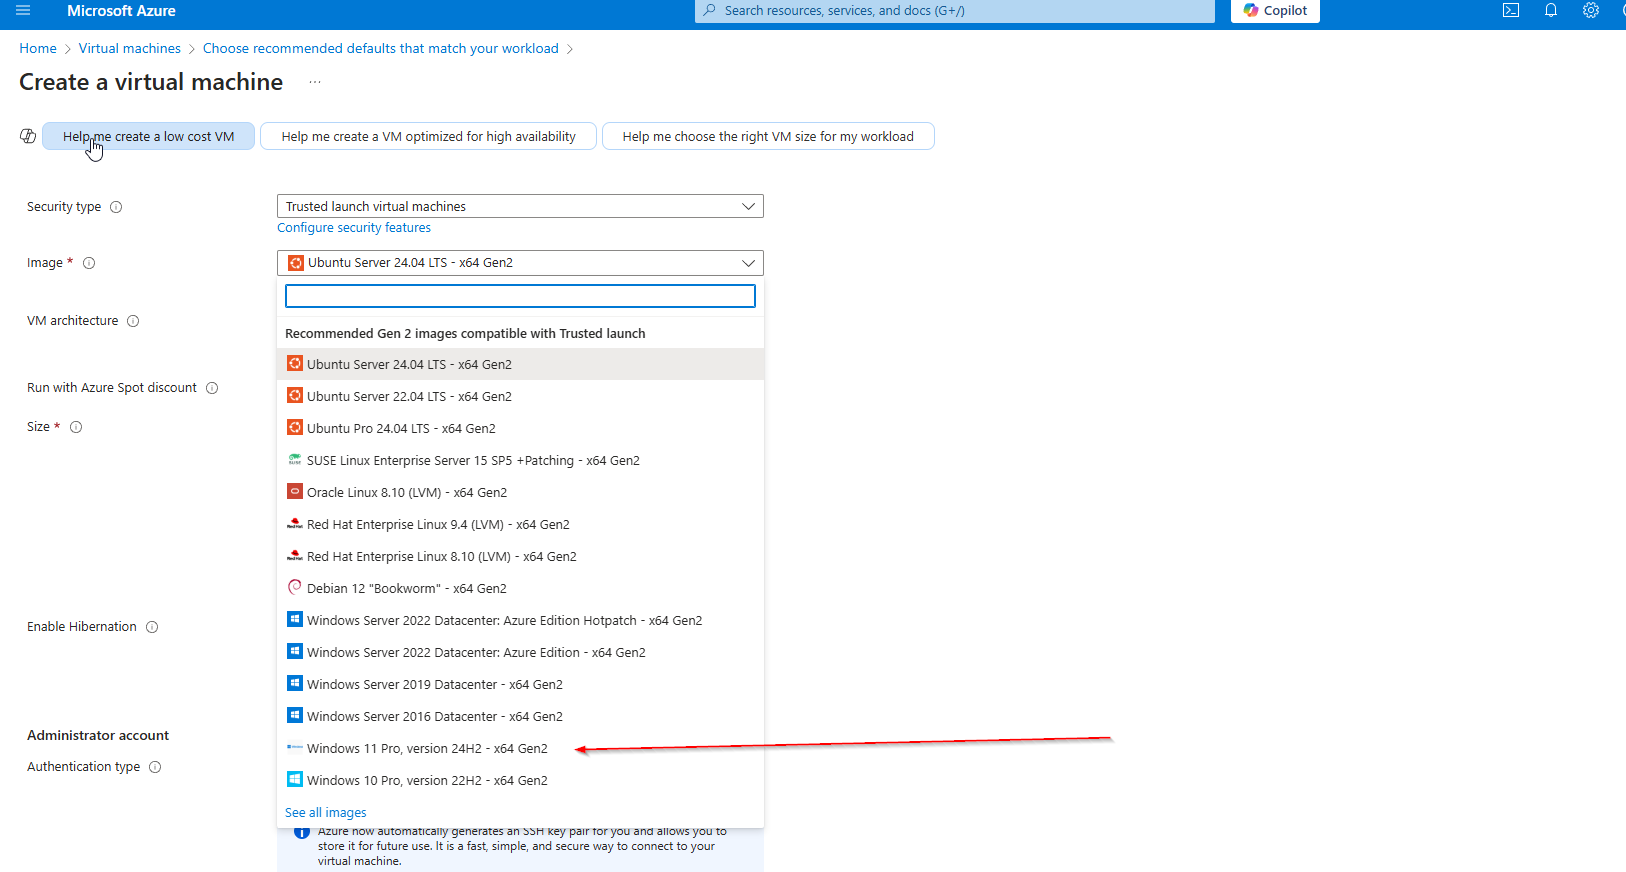 Microsoft Azure
Search resources, services, and docs (G+/)
Copilot
Home > Virtual machines > Choose recommended defaults that match your workload >
Create a virtual machine ...
Help me create a low cost VM
Help me create a VM optimized for high availability
Help me choose the right VM size for my workload
Security type
Trusted launch virtual machines
Configure security features
Image *
Ubuntu Server 24.04 LTS - x64 Gen2
VM architecture
Recommended Gen 2 images compatible with Trusted launch
Ubuntu Server 24.04 LTS - x64 Gen2
Run with Azure Spot discount
Ubuntu Server 22.04 LTS - x64 Gen2
Size *
Ubuntu Pro 24.04 LTS - x64 Gen2
SUSE Linux Enterprise Server 15 SP5 +Patching - x64 Gen2
Oracle Linux 8.10 (LVM) - x64 Gen2
Red Hat Enterprise Linux 9.4 (LVM) - x64 Gen2
Red Hat Enterprise Linux 8.10 (LVM) - x64 Gen2
Debian 12 "Bookworm" - x64 Gen2
Enable Hibernation
Windows Server 2022 Datacenter: Azure Edition Hotpatch - x64 Gen2
Windows Server 2022 Datacenter: Azure Edition - x64 Gen2
Windows Server 2019 Datacenter - x64 Gen2
Windows Server 2016 Datacenter - x64 Gen2
Administrator account
Windows 11 Pro, version 24H2 - x64 Gen2
Authentication type
Windows 10 Pro, version 22H2 - x64 Gen2
See all images
Azure now automatically generates an SSH key pair for you and allows you to
store it for future use. It is a fast, simple, and secure way to connect to your
virtual machine.